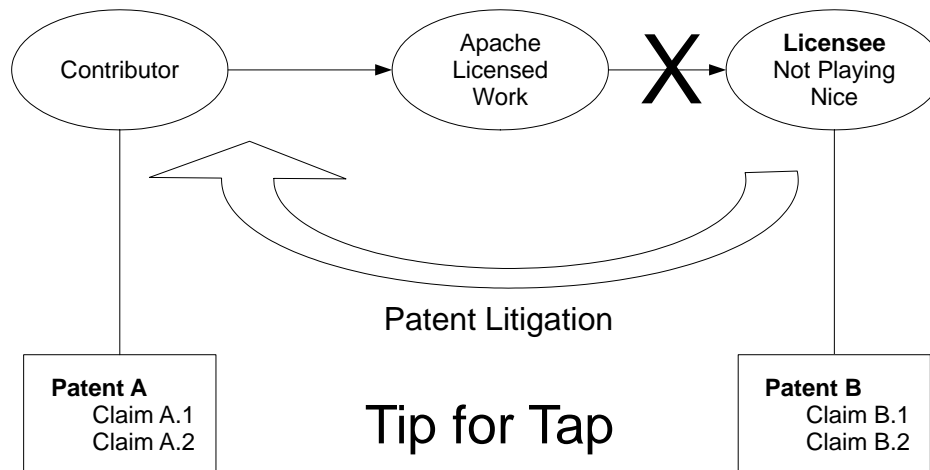 Contributor
Apache
Licensed
Work
X
Licensee
Not Playing
Nice
Patent Litigation
Patent A
Claim A.1
Claim A.2
Tip for Tap
Patent B
Claim B.1
Claim B.2